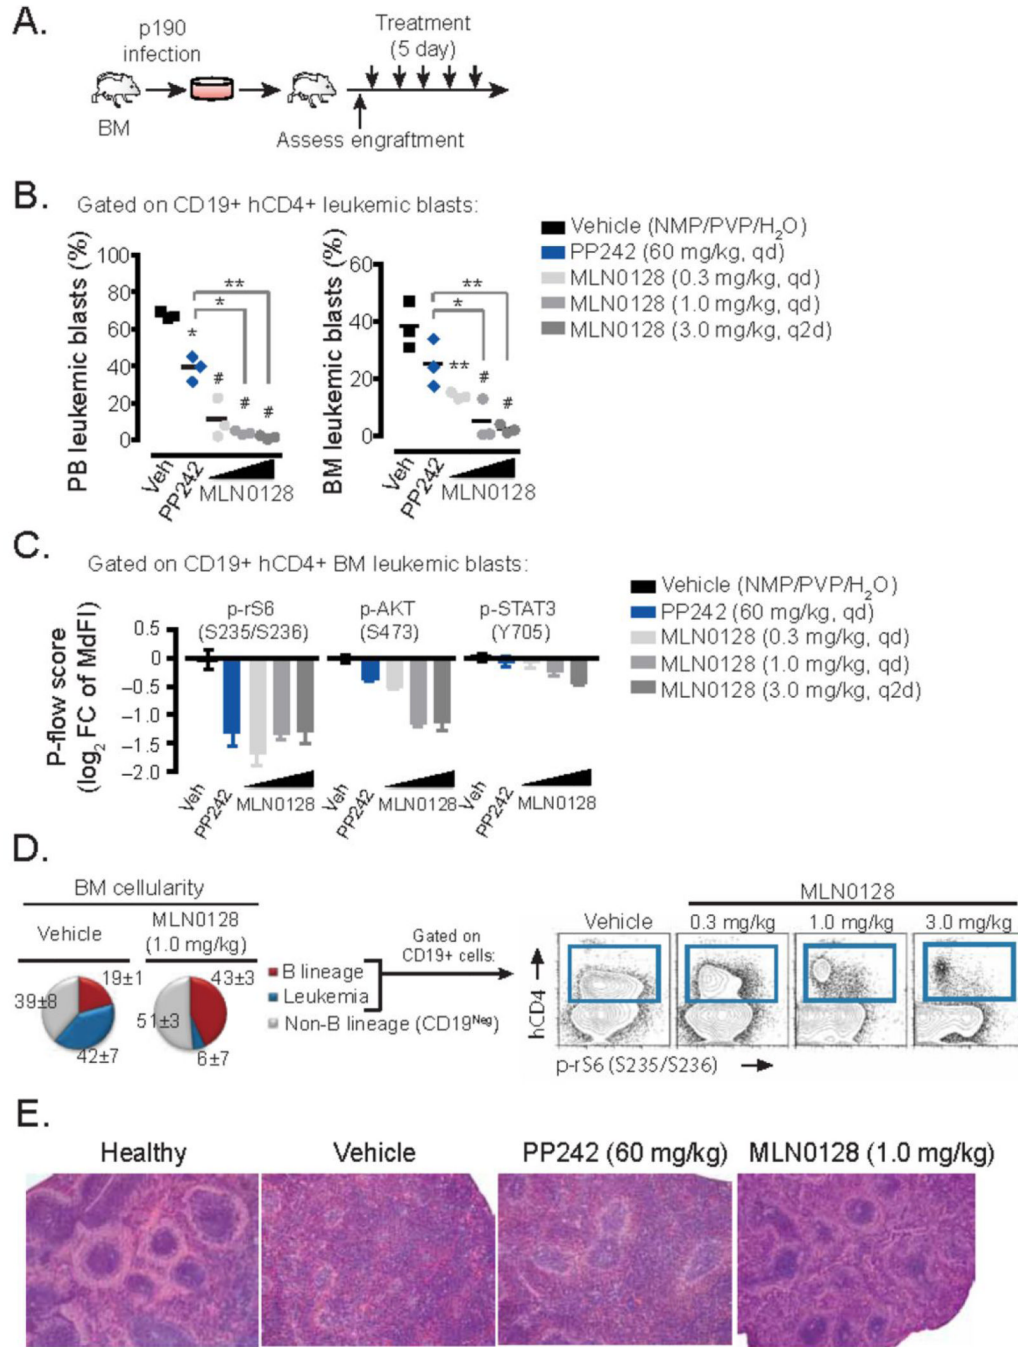 A.
p190
infection
Treatment
(5 day)
BM
Assess engraftment
B.
Gated on CD19+ hCD4+ leukemic blasts:
PB leukemic blasts (%)
100
80
60
40
20
0
*
#
#
#
*
**
Veh
PP242
MLN0128
BM leukemic blasts (%)
60
40
20
0
**
#
#
*
**
Veh
PP242
MLN0128
Vehicle (NMP/PVP/H₂O)
PP242 (60 mg/kg, qd)
MLN0128 (0.3 mg/kg, qd)
MLN0128 (1.0 mg/kg, qd)
MLN0128 (3.0 mg/kg, q2d)
C.
Gated on CD19+ hCD4+ BM leukemic blasts:
P-flow score
(log₂ FC of MdFI)
0.5
0
−0.5
−1.0
−1.5
−2.0
p-rS6
(S235/S236)
p-AKT
(S473)
p-STAT3
(Y705)
Veh
PP242
MLN0128
Veh
PP242
MLN0128
Veh
PP242
MLN0128
Vehicle (NMP/PVP/H₂O)
PP242 (60 mg/kg, qd)
MLN0128 (0.3 mg/kg, qd)
MLN0128 (1.0 mg/kg, qd)
MLN0128 (3.0 mg/kg, q2d)
D.
BM cellularity
Vehicle
MLN0128
(1.0 mg/kg)
19±1
39±8
42±7
43±3
51±3
6±7
B lineage
Leukemia
Non-B lineage (CD19ᴺᵉᵍ)
Gated on
CD19+ cells:
MLN0128
Vehicle
0.3 mg/kg
1.0 mg/kg
3.0 mg/kg
hCD4
p-rS6 (S235/S236)
E.
Healthy
Vehicle
PP242 (60 mg/kg)
MLN0128 (1.0 mg/kg)